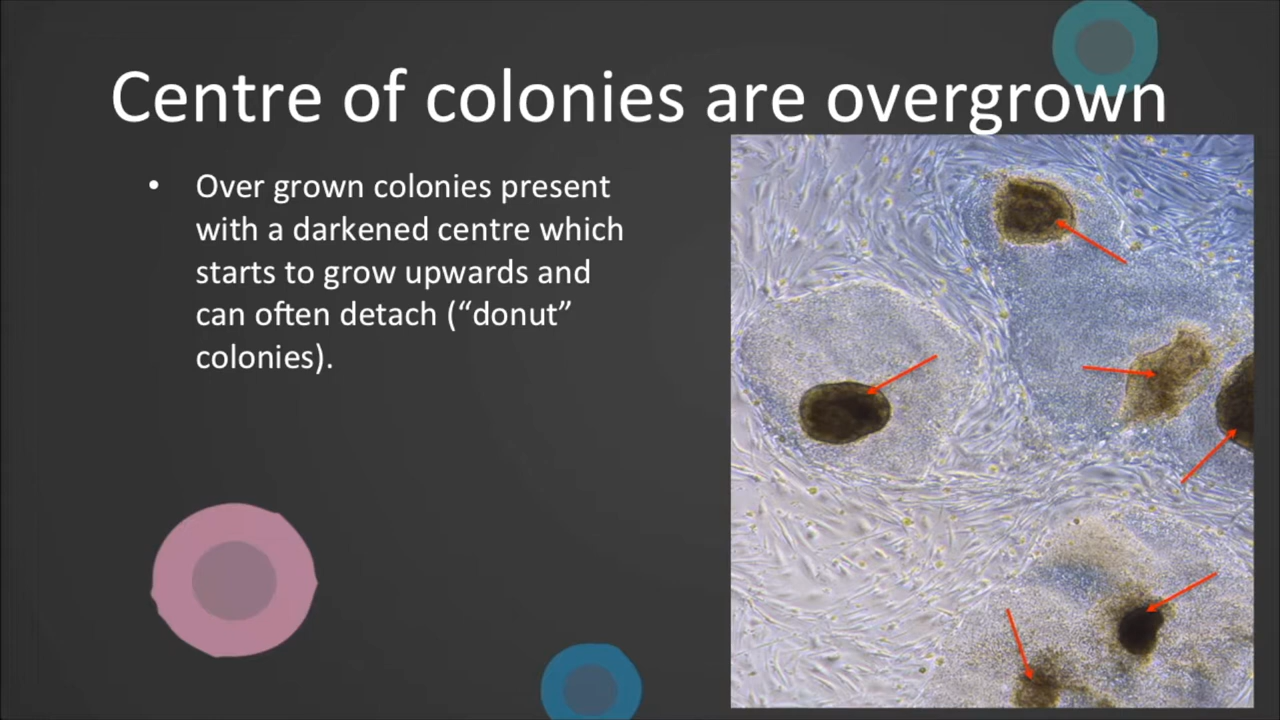 Centre of colonies are overgrown
• Over grown colonies present
with a darkened centre which
starts to grow upwards and
can often detach (“donut”
colonies).